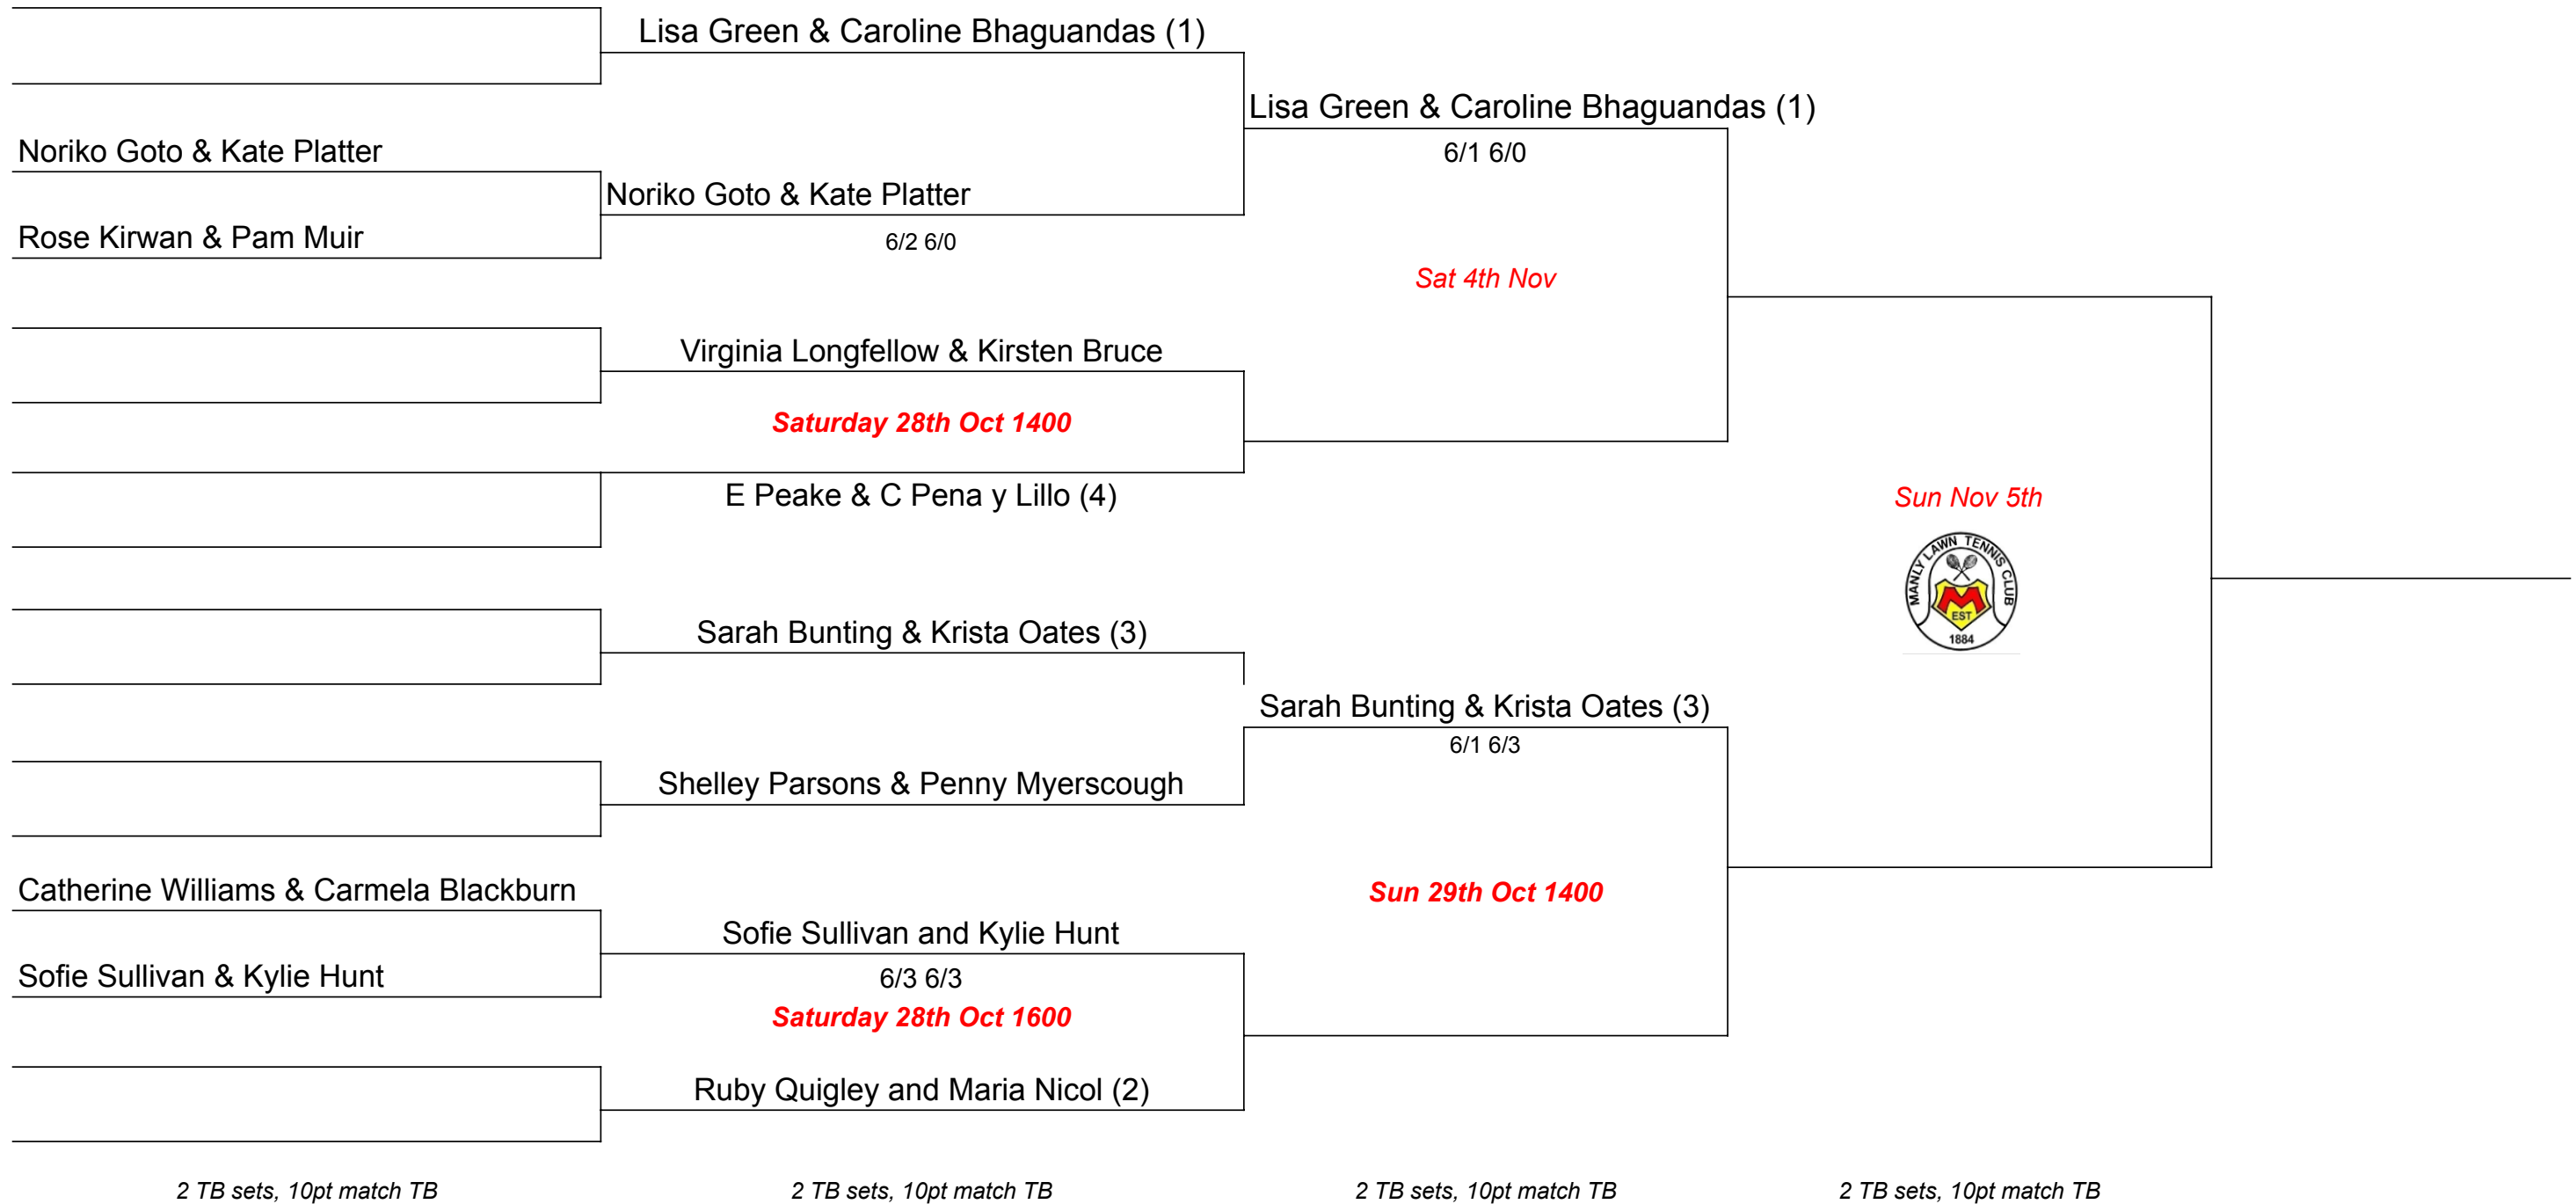 Lisa Green & Caroline Bhaguandas (1)
Lisa Green & Caroline Bhaguandas (1)
6/1 6/0
Noriko Goto & Kate Platter
Noriko Goto & Kate Platter
Rose Kirwan & Pam Muir
6/2 6/0
Sat 4th Nov
Virginia Longfellow & Kirsten Bruce
Saturday 28th Oct 1400
E Peake & C Pena y Lillo (4)
Sun Nov 5th
MANLY LAWN TENNIS CLUB
M
EST
1884
Sarah Bunting & Krista Oates (3)
Sarah Bunting & Krista Oates (3)
6/1 6/3
Shelley Parsons & Penny Myerscough
Catherine Williams & Carmela Blackburn
Sun 29th Oct 1400
Sofie Sullivan and Kylie Hunt
Sofie Sullivan & Kylie Hunt
6/3 6/3
Saturday 28th Oct 1600
Ruby Quigley and Maria Nicol (2)
2 TB sets, 10pt match TB
2 TB sets, 10pt match TB
2 TB sets, 10pt match TB
2 TB sets, 10pt match TB